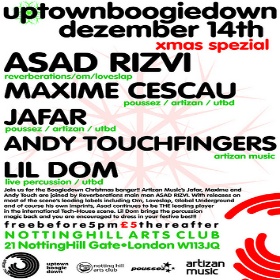 uptownboogiedown
dezember 14th
xmas spezial
ASAD RIZVI
reverberations/om/loveslap
MAXIME CESCAU
poussez / artizan / utbd
JAFAR
poussez / artizan / utbd
ANDY TOUCHFINGERS
artizan music
LIL DOM
live percussion / utbd
Join us for the Boogiedown Christmas banger!! Artizan Music's Jafar, Maxime and
Andy Touch are joined by Reverberations main man ASAD RIZVI. With releases on
most of the scene's leading labels including Om, Loveslap, Global Underground
and of course his own imprints, Asad continues to be THE leading player
in the International Tech-House scene. Lil Dom brings the percussion
magic back and you are encouraged to dress in your festive best!!
freebefore5pm£5thereafter
NOTTINGHILL ARTS CLUB
21 NottingHill Gate•London W113JQ
uptown
boogie
down
notting hill
arts club
poussez
artizan
music